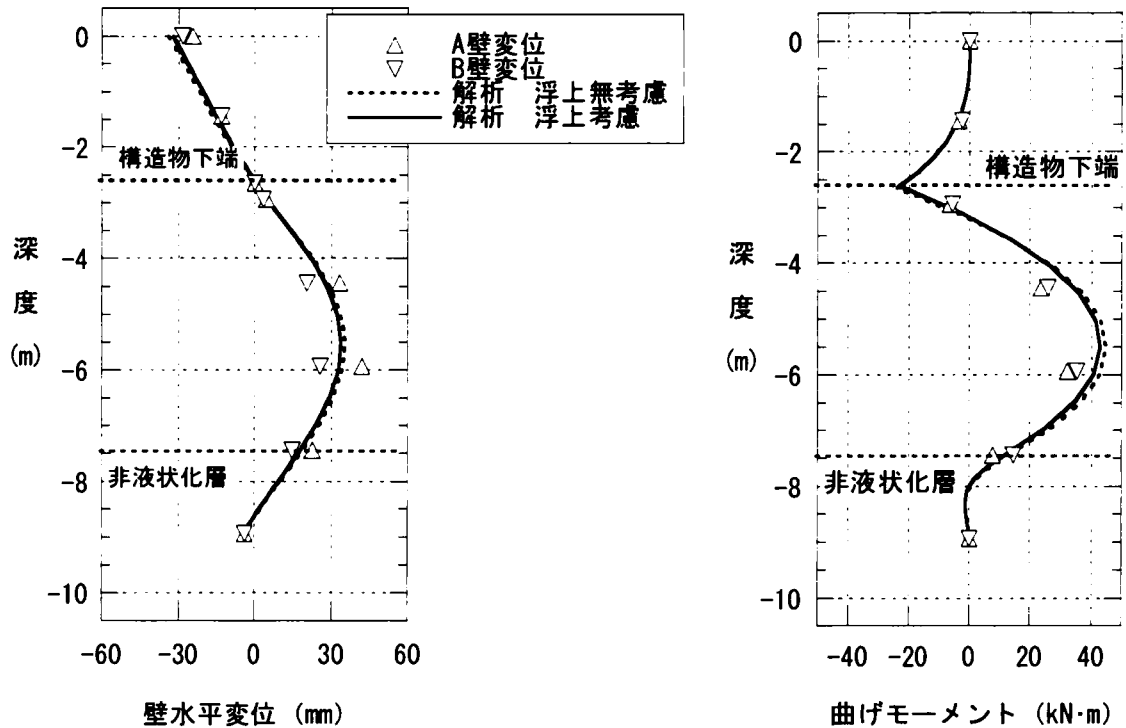 A壁変位
B壁変位
解析 浮上無考慮
解析 浮上考慮
0
-2
-4
-6
-8
-10
深度
(m)
構造物下端
非液状化層
-60 -30 0 30 60
壁水平変位 (mm)
0
-2
-4
-6
-8
-10
深度
(m)
構造物下端
非液状化層
-40 -20 0 20 40
曲げモーメント (kN·m)